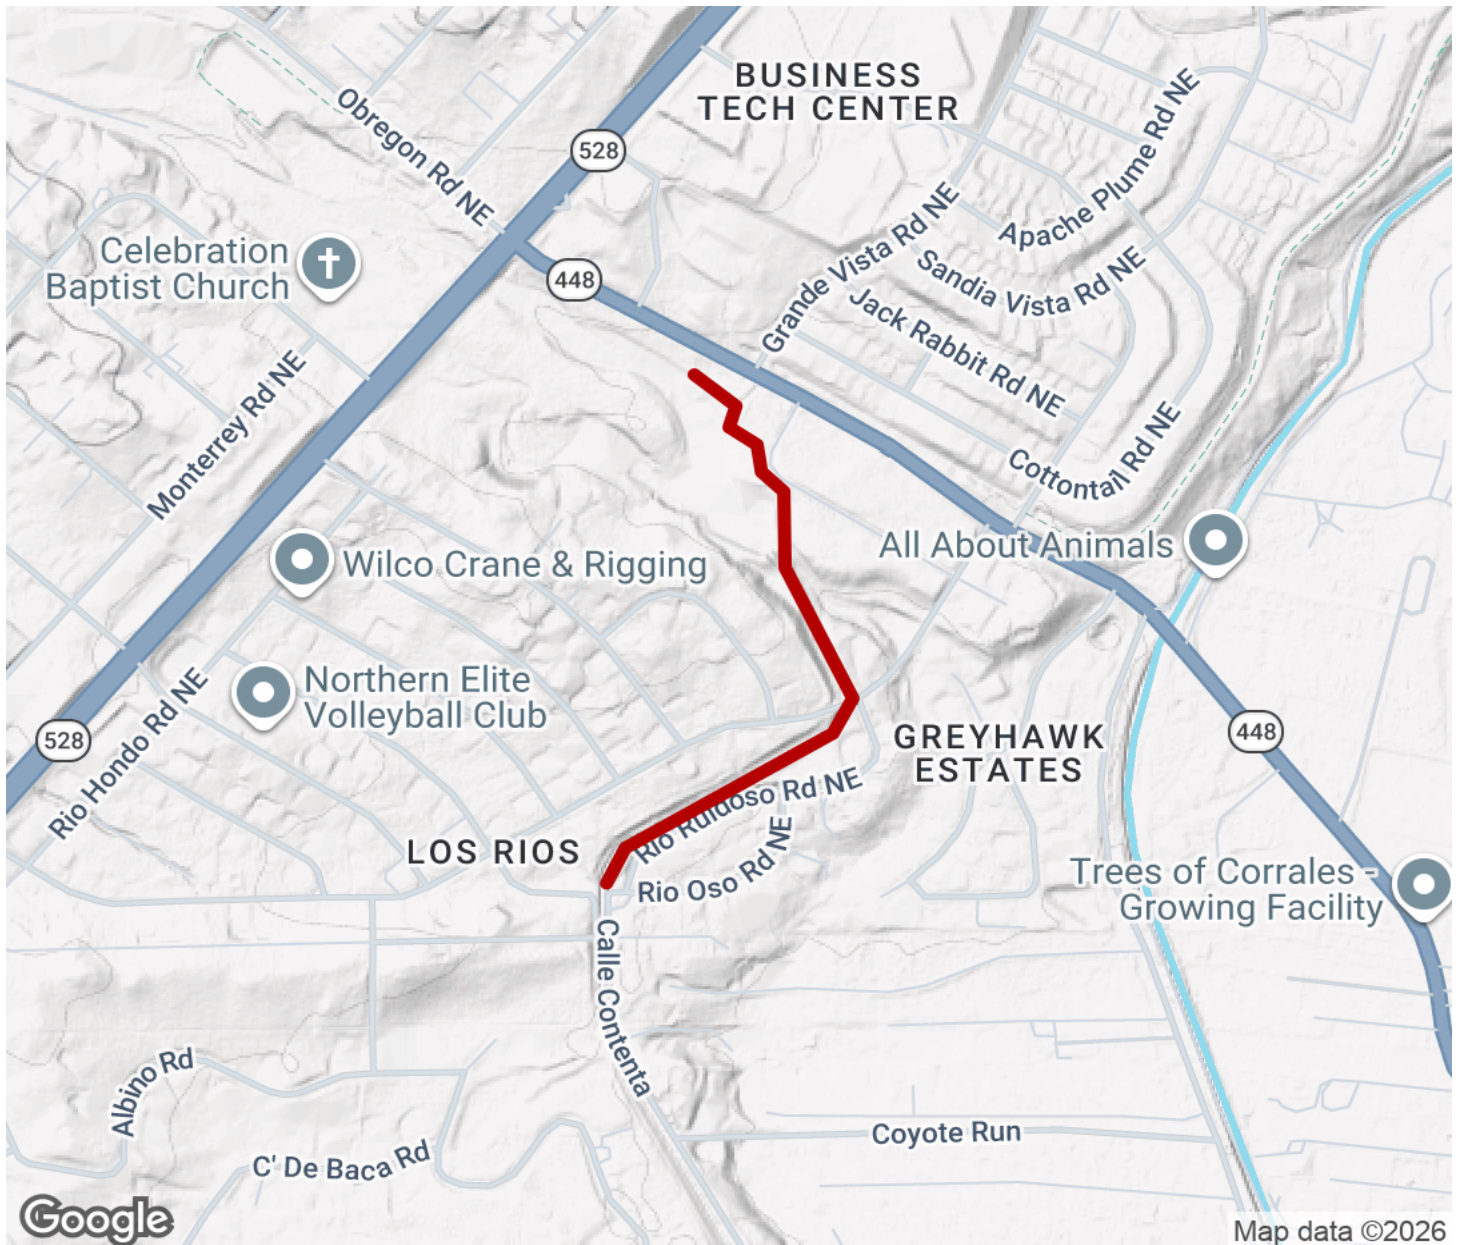 BUSINESS
TECH CENTER
Obregon Rd NE
528
Apache Plume Rd NE
Celebration
Baptist Church
448
Grande Vista Rd NE
Sandia Vista Rd NE
Jack Rabbit Rd NE
Monterrey Rd NE
Cottontail Rd NE
All About Animals
Wilco Crane & Rigging
Northern Elite
Volleyball Club
528
Rio Hondo Rd NE
GREYHAWK
ESTATES
448
Rio Ruidoso Rd NE
LOS RIOS
Rio Oso Rd NE
Trees of Corrales -
Growing Facility
Calle Contenta
Albino Rd
Coyote Run
C' De Baca Rd
Google
Map data ©2026